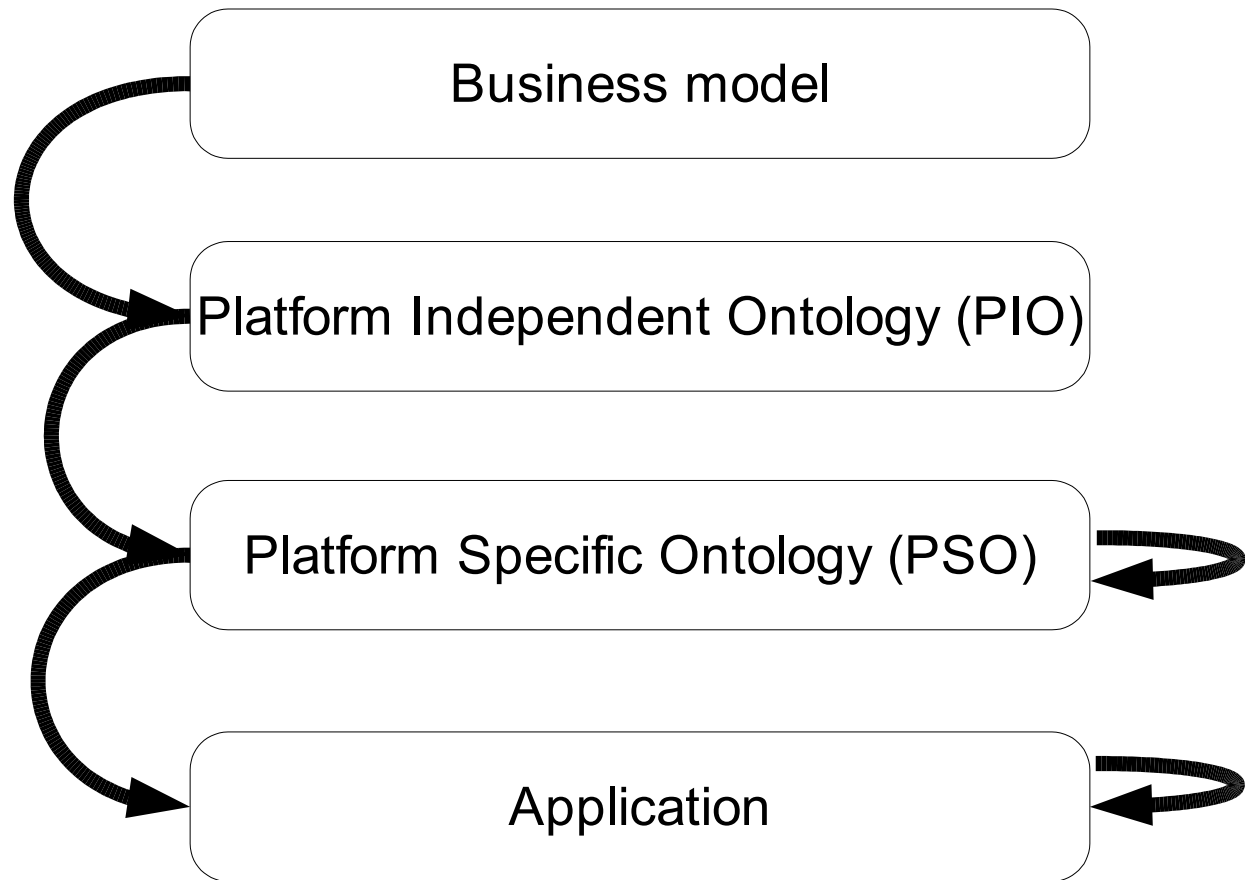 Business model
Platform Independent Ontology (PIO)
Platform Specific Ontology (PSO)
Application